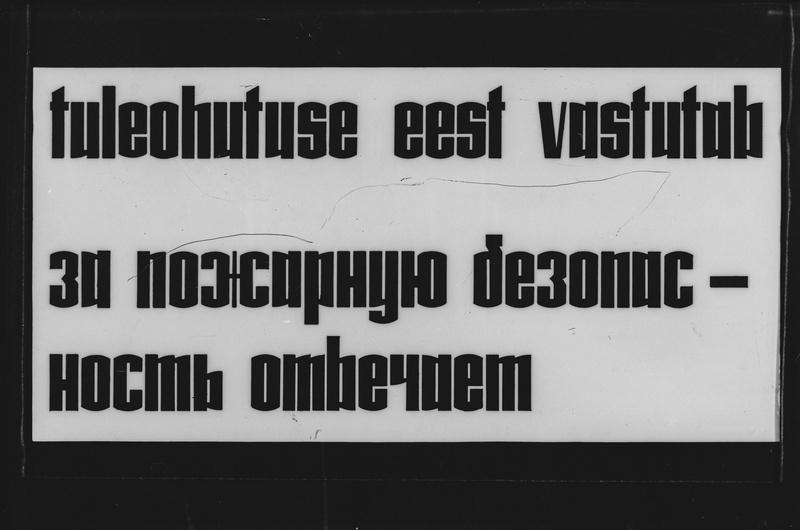 tuleohutuse eest vastutab
за пожарную безопас –
ность отвечает